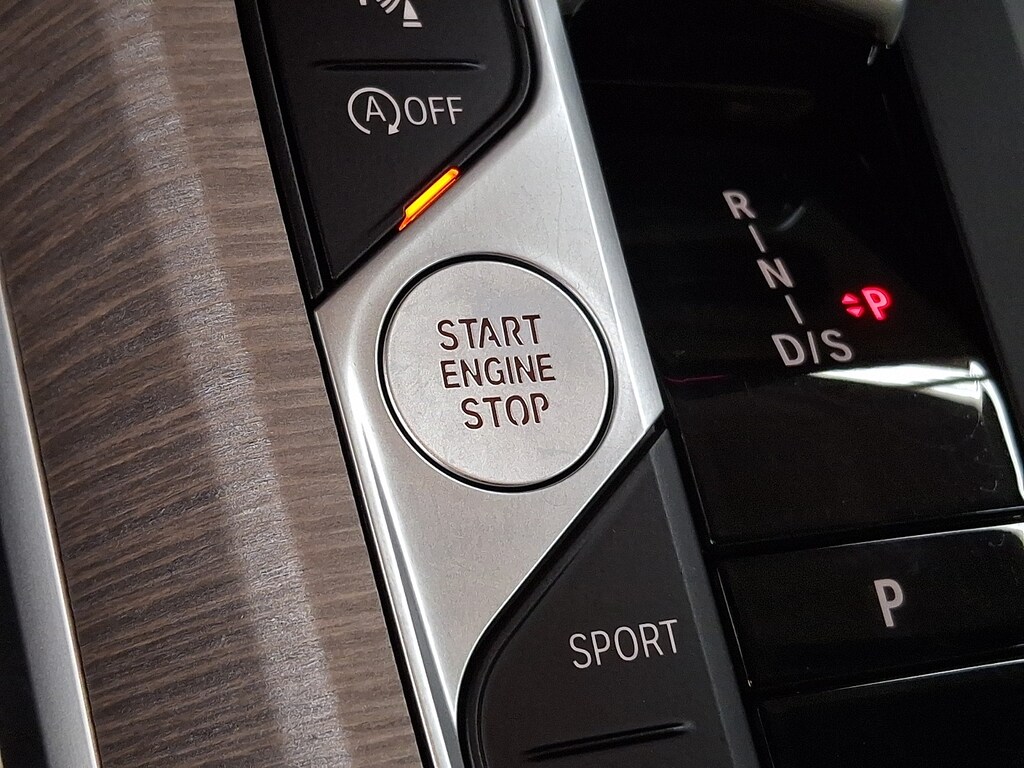 A OFF
START
ENGINE
STOP
R
N
D/S
P
P
SPORT